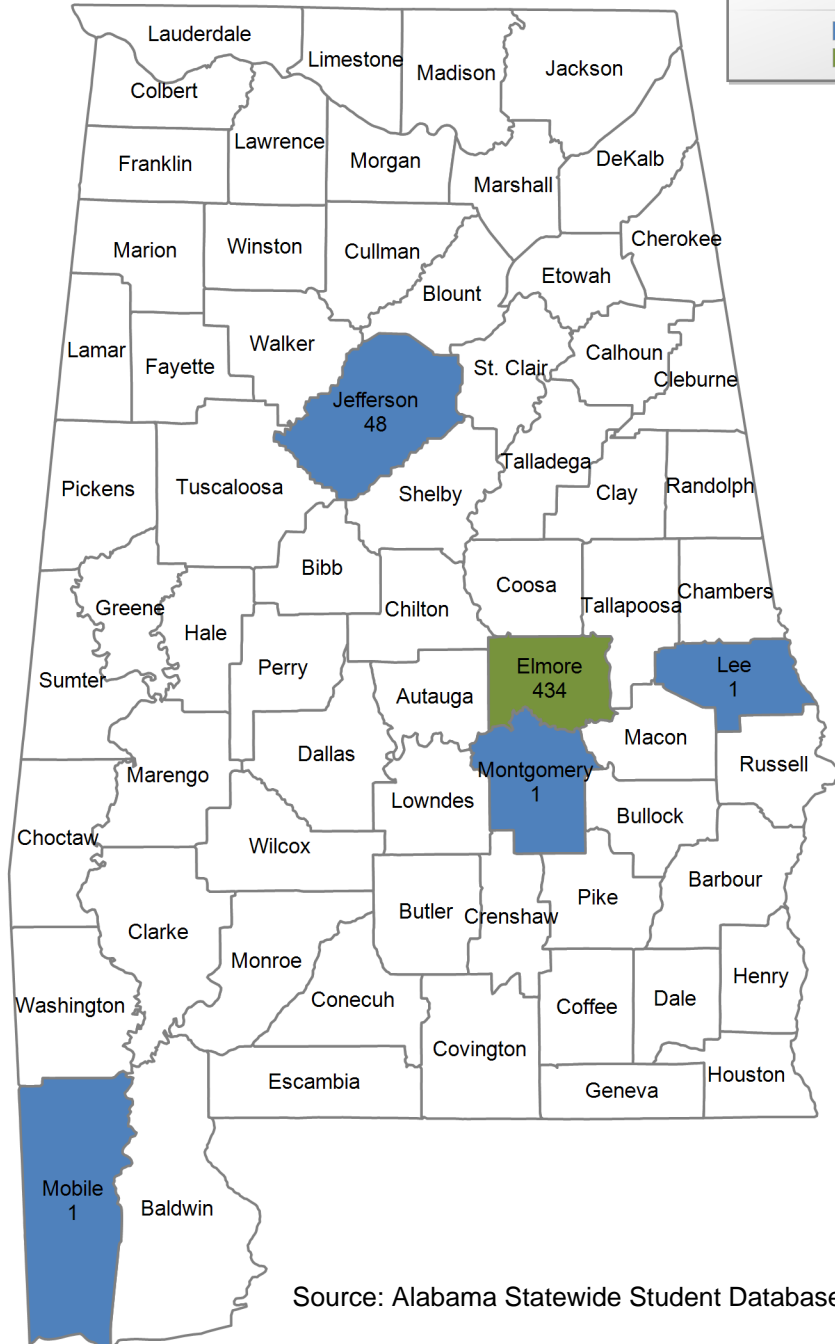 Lauderdale
Limestone
Madison
Jackson
Colbert
Lawrence
Franklin
Morgan
DeKalb
Marshall
Marion
Winston
Cullman
Cherokee
Etowah
Blount
Lamar
Fayette
Walker
St. Clair
Calhoun
Cleburne
Jefferson
48
Talladega
Pickens
Tuscaloosa
Shelby
Clay
Randolph
Bibb
Coosa
Chambers
Greene
Chilton
Tallapoosa
Hale
Sumter
Perry
Elmore
434
Lee
1
Autauga
Macon
Dallas
Russell
Marengo
Montgomery
1
Lowndes
Bullock
Choctaw
Wilcox
Barbour
Butler
Crenshaw
Pike
Clarke
Monroe
Henry
Washington
Conecuh
Coffee
Dale
Covington
Escambia
Geneva
Houston
Mobile
1
Baldwin
Source: Alabama Statewide Student Database